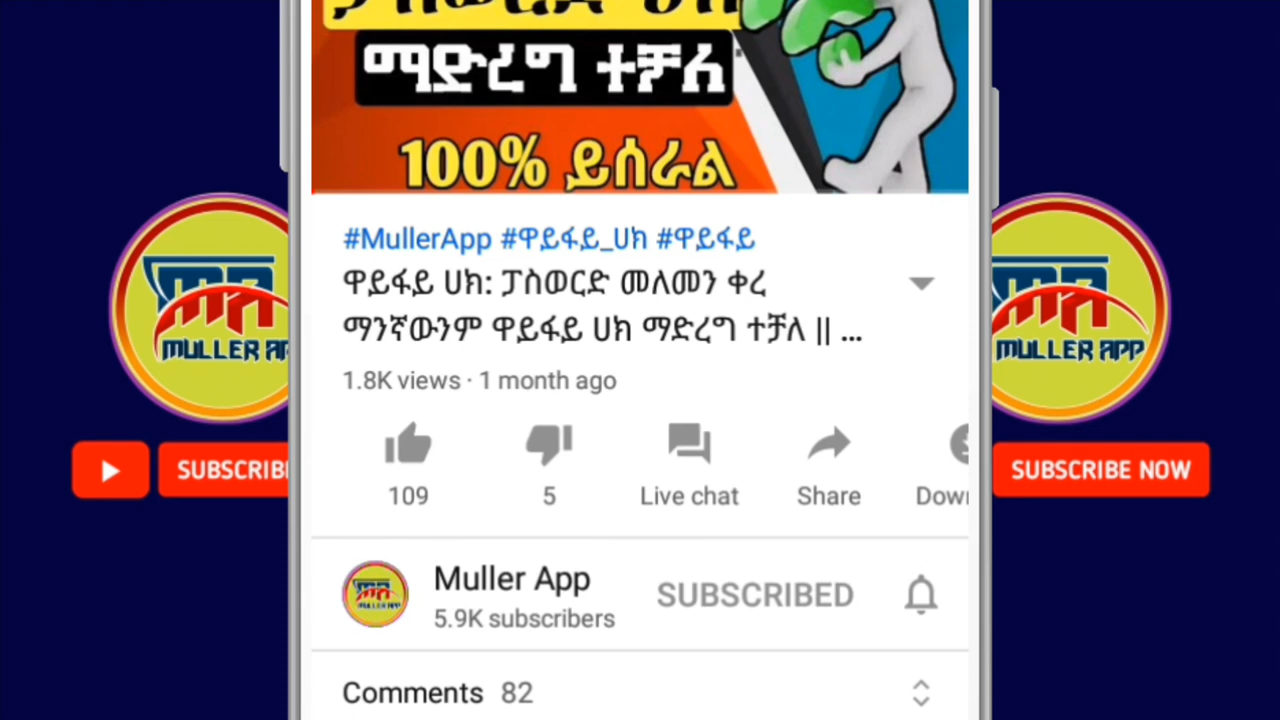 ማድረግ ተቻለ
100% ይሰራል
#MullerApp #ዋይፋይ_ሀክ #ዋይፋይ
ዋይፋይ ሀክ: ፓስወርድ መለመን ቀረ
ማንኛውንም ዋይፋይ ሀክ ማድረግ ተቻለ || ...
1.8K views · 1 month ago
109
5
Live chat
Share
MULLER
SUBSCRIBE
MULLER APP
SUBSCRIBE NOW
Muller App
SUBSCRIBED
5.9K subscribers
Comments 82